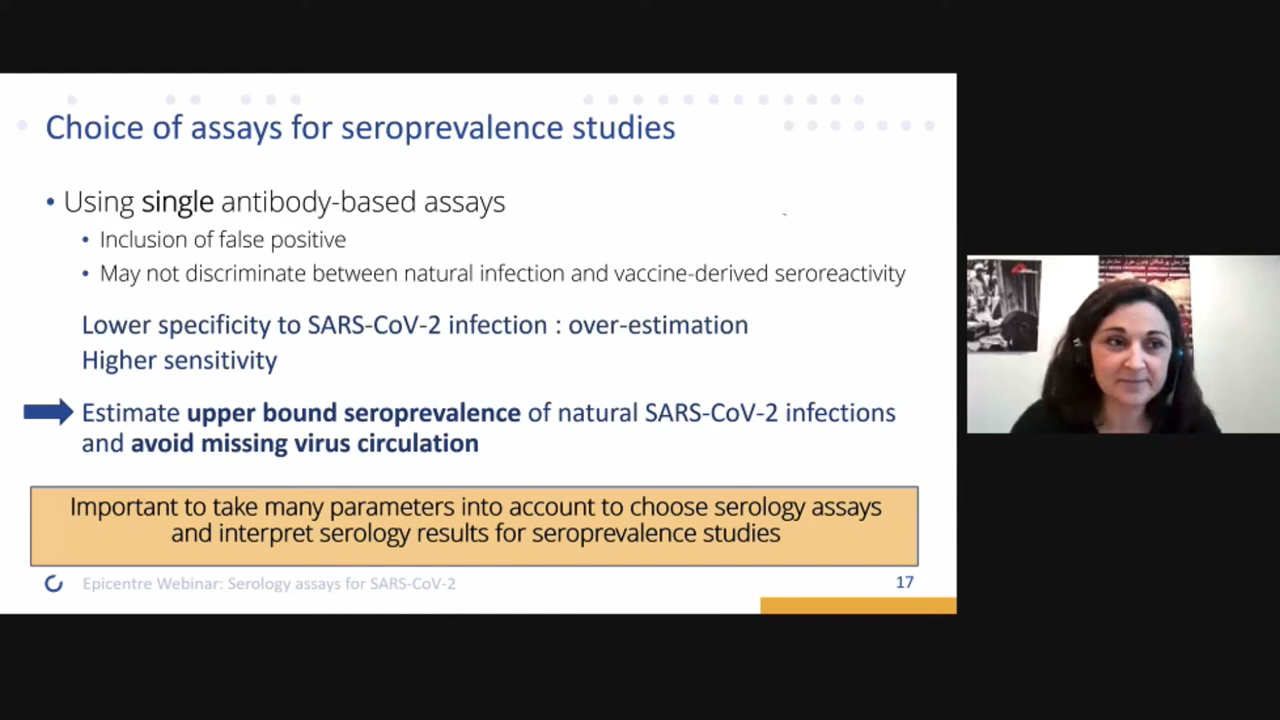 Choice of assays for seroprevalence studies
• Using single antibody-based assays
• Inclusion of false positive
• May not discriminate between natural infection and vaccine-derived seroreactivity
Lower specificity to SARS-CoV-2 infection : over-estimation
Higher sensitivity
Estimate upper bound seroprevalence of natural SARS-CoV-2 infections
and avoid missing virus circulation
Important to take many parameters into account to choose serology assays
and interpret serology results for seroprevalence studies
Epicentre Webinar: Serology assays for SARS-CoV-2
17